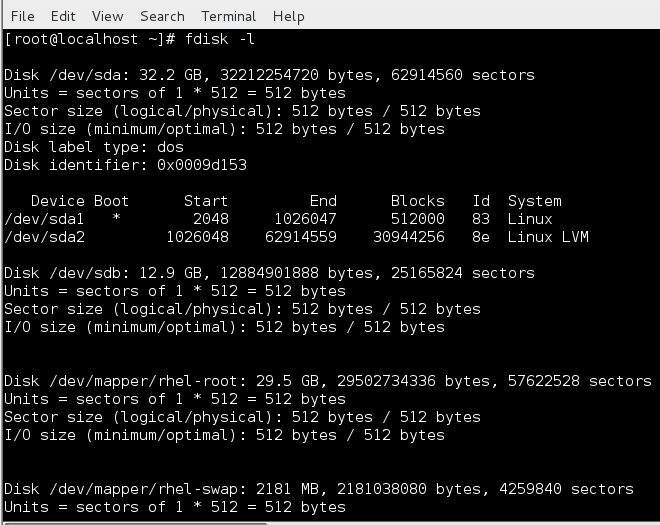 File Edit View Search Terminal Help
[root@localhost ~]# fdisk -l
Disk /dev/sda: 32.2 GB, 32212254720 bytes, 62914560 sectors
Units = sectors of 1 * 512 = 512 bytes
Sector size (logical/physical): 512 bytes / 512 bytes
I/O size (minimum/optimal): 512 bytes / 512 bytes
Disk label type: dos
Disk identifier: 0x0009d153
Device Boot Start End Blocks Id System
/dev/sda1 * 2048 1026047 512000 83 Linux
/dev/sda2 1026048 62914559 30944256 8e Linux LVM
Disk /dev/sdb: 12.9 GB, 12884901888 bytes, 25165824 sectors
Units = sectors of 1 * 512 = 512 bytes
Sector size (logical/physical): 512 bytes / 512 bytes
I/O size (minimum/optimal): 512 bytes / 512 bytes
Disk /dev/mapper/rhel-root: 29.5 GB, 29502734336 bytes, 57622528 sectors
Units = sectors of 1 * 512 = 512 bytes
Sector size (logical/physical): 512 bytes / 512 bytes
I/O size (minimum/optimal): 512 bytes / 512 bytes
Disk /dev/mapper/rhel-swap: 2181 MB, 2181038080 bytes, 4259840 sectors
Units = sectors of 1 * 512 = 512 bytes